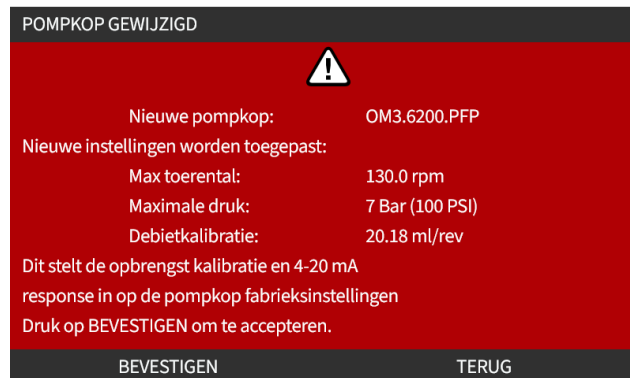 POMPKOP GEWIJZIGD
Nieuwe pompkop: OM3.6200.PFP
Nieuwe instellingen worden toegepast:
Max toerental: 130.0 rpm
Maximale druk: 7 Bar (100 PSI)
Debietkalibratie: 20.18 ml/rev
Dit stelt de opbrengst kalibratie en 4-20 mA
response in op de pompkop fabrieksinstellingen
Druk op BEVESTIGEN om te accepteren.
BEVESTIGEN TERUG